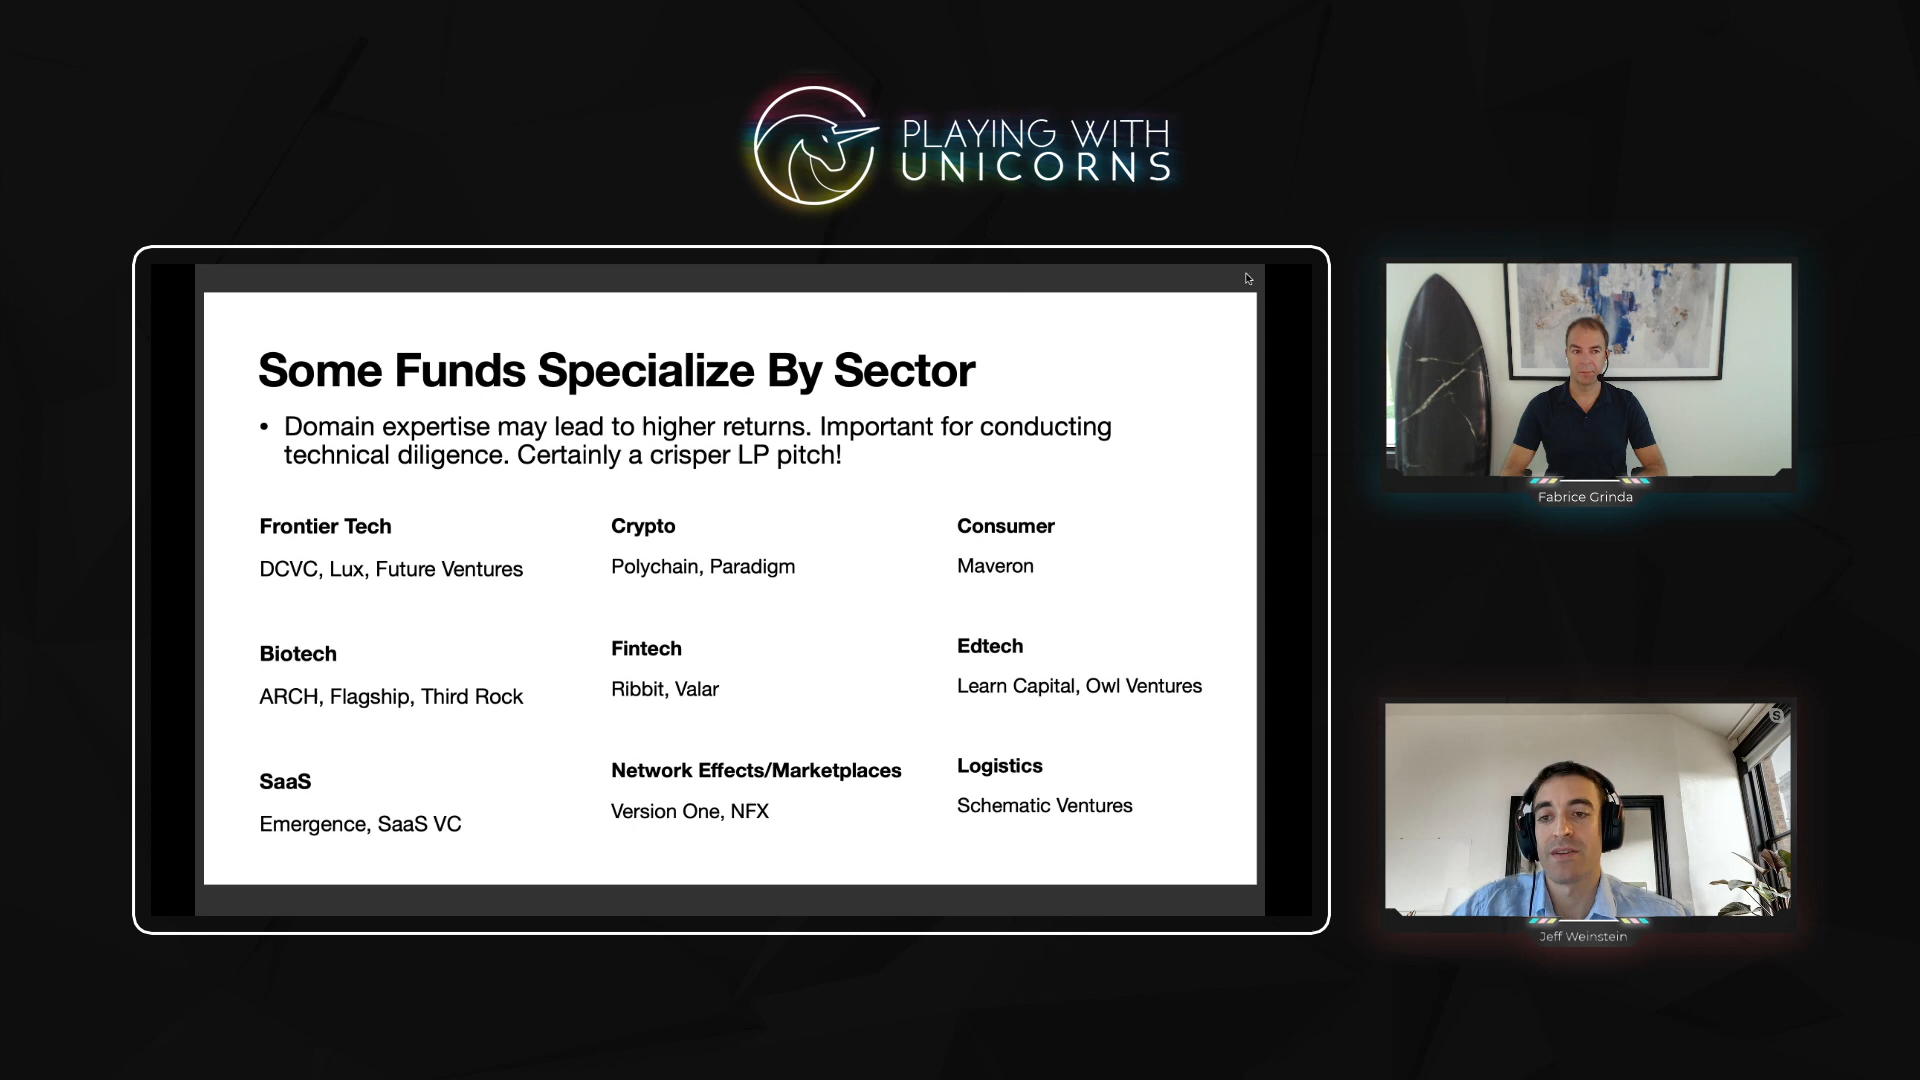 PLAYING WITH
UNICORNS
Some Funds Specialize By Sector
• Domain expertise may lead to higher returns. Important for conducting
technical diligence. Certainly a crisper LP pitch!
Frontier Tech
DCVC, Lux, Future Ventures
Crypto
Polychain, Paradigm
Consumer
Maveron
Biotech
ARCH, Flagship, Third Rock
Fintech
Ribbit, Valar
Edtech
Learn Capital, Owl Ventures
SaaS
Emergence, SaaS VC
Network Effects/Marketplaces
Version One, NFX
Logistics
Schematic Ventures
Fabrice Grinda
S
Jeff Weinstein